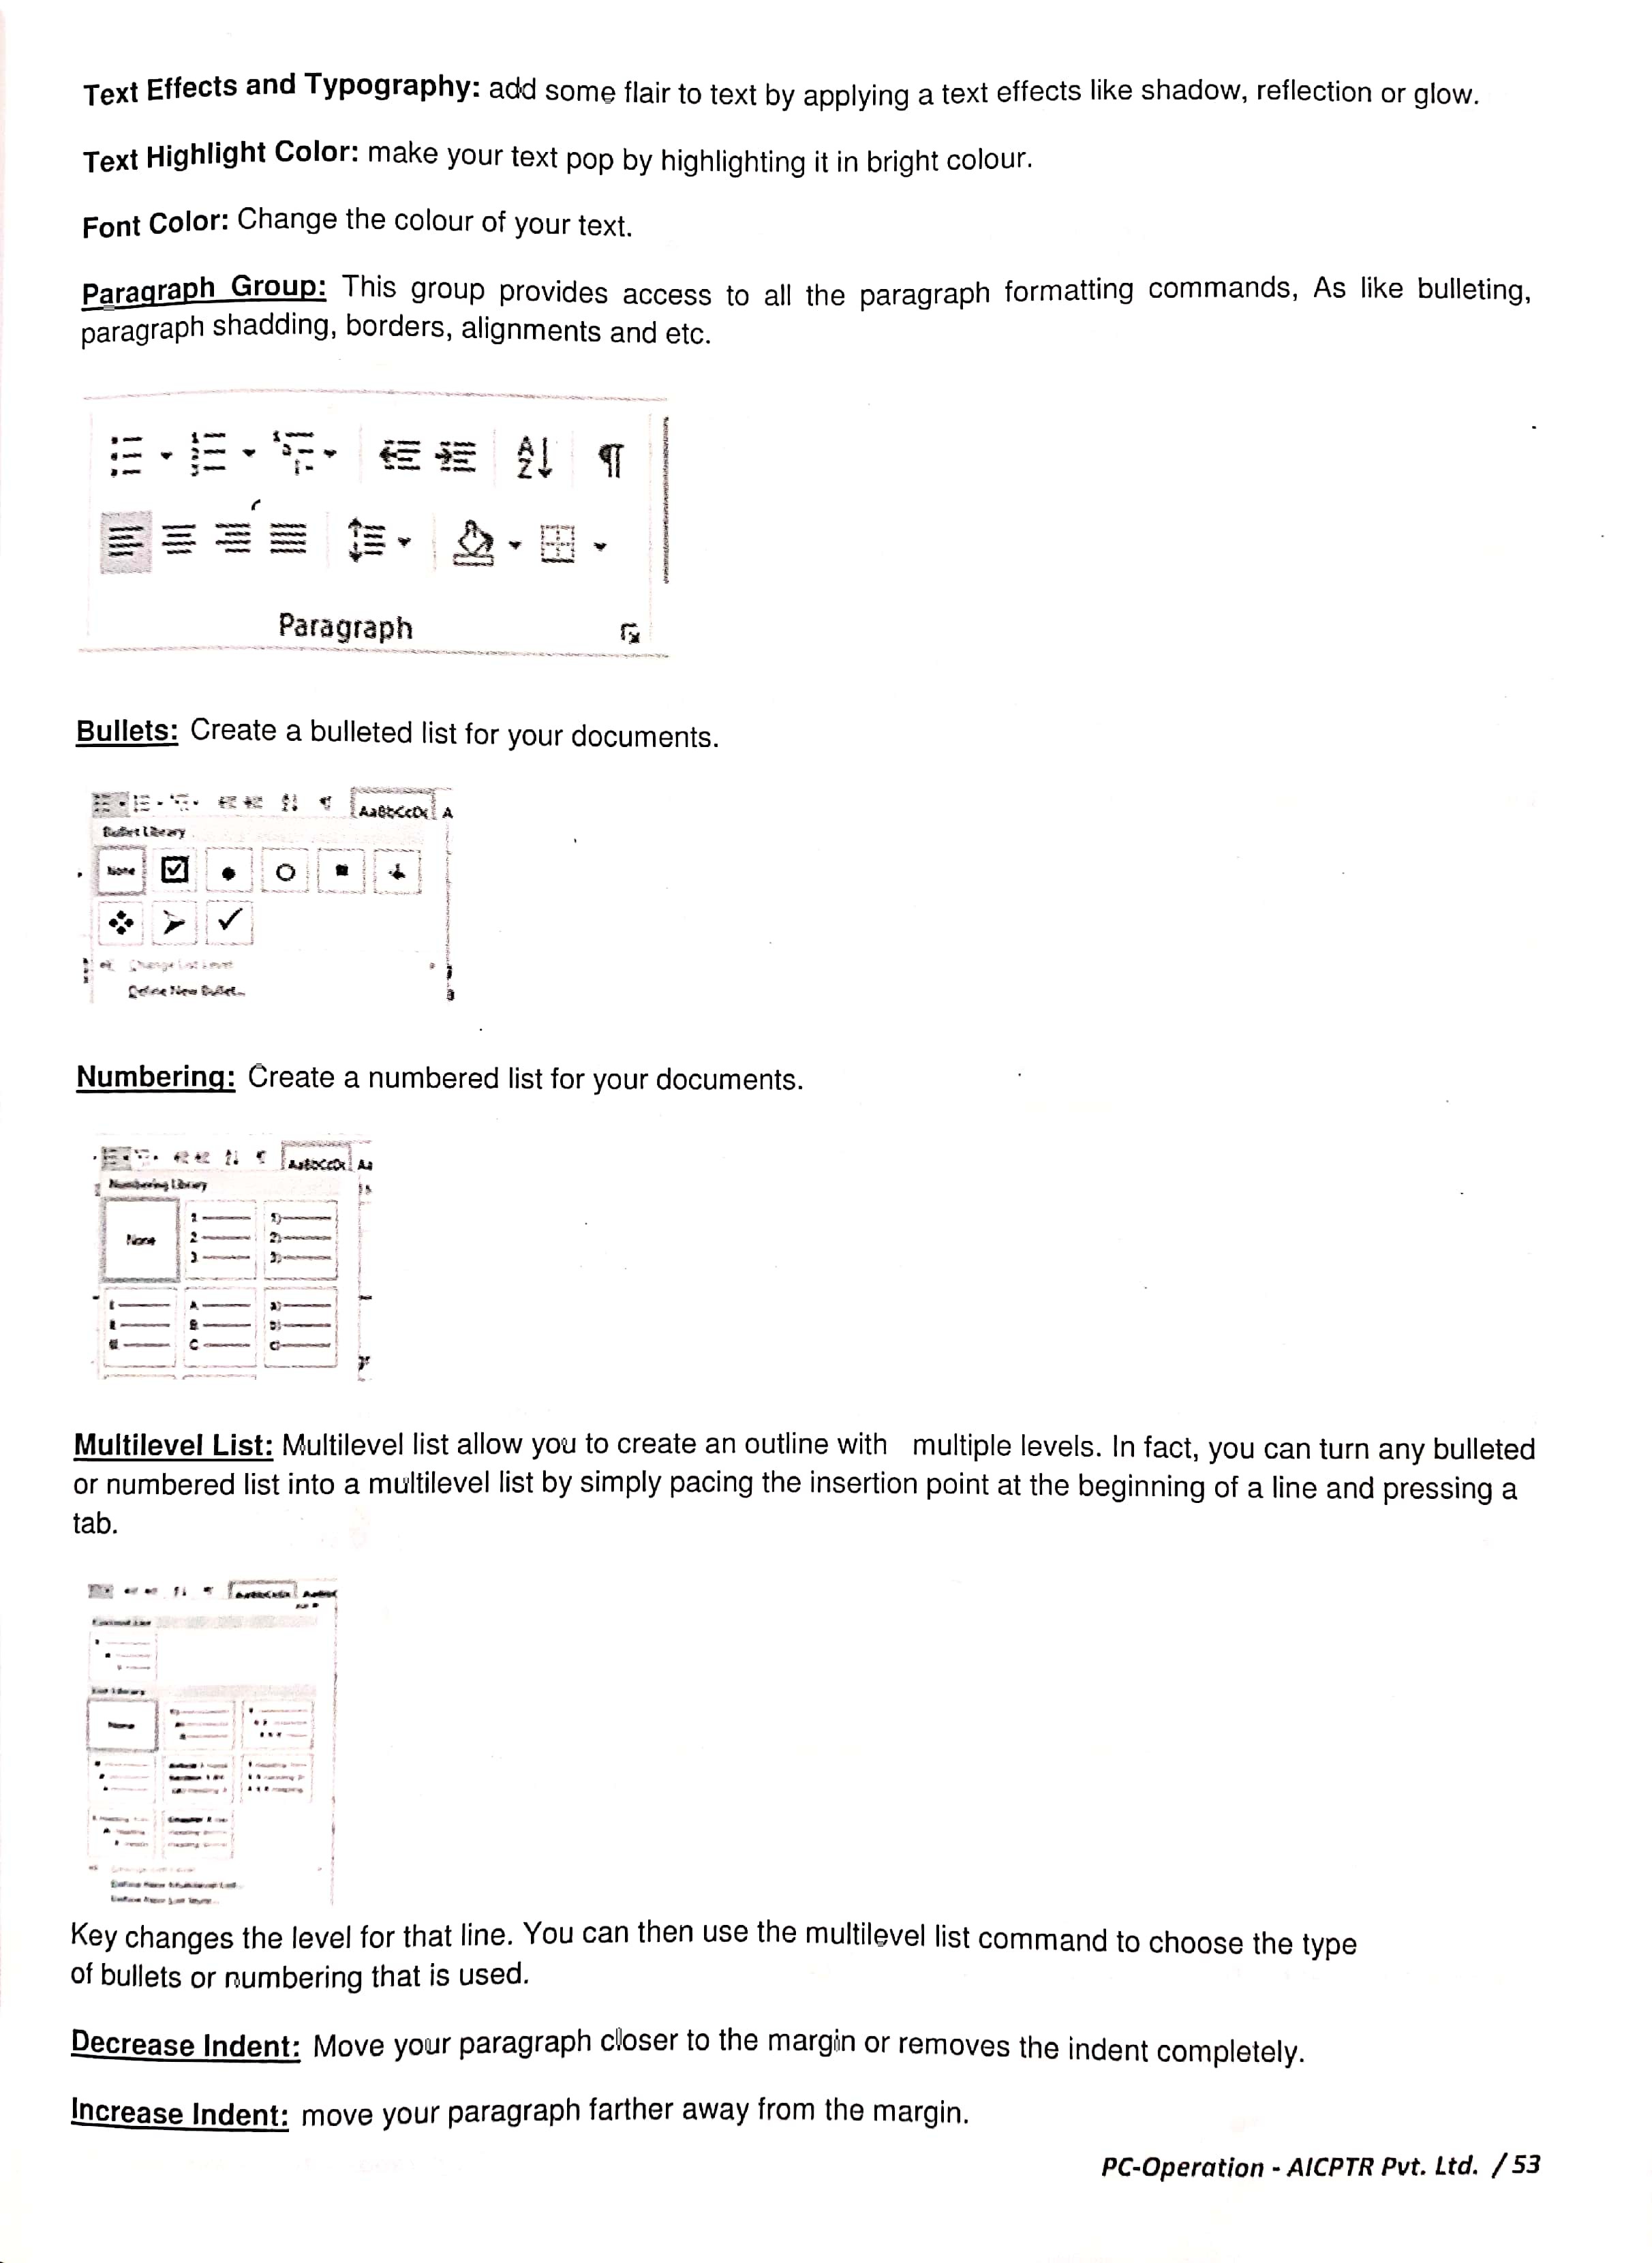 Text Effects and Typography: add some flair to text by applying a text effects like shadow, reflection or glow.
Text Highlight Color: make your text pop by highlighting it in bright colour.
Font Color: Change the colour of your text.
Paragraph Group: This group provides access to all the paragraph formatting commands, As like bulleting,
paragraph shadding, borders, alignments and etc.
Paragraph
Bullets: Create a bulleted list for your documents.
AaBbCcDc A
Bullet Library
None
Change List Level
Define New Bullet...
Numbering: Create a numbered list for your documents.
AaBbCcDc Aa
Numbering Library
None
1 2 3
1) 2) 3)
A B C
Multilevel List: Multilevel list allow you to create an outline with multiple levels. In fact, you can turn any bulleted
or numbered list into a multilevel list by simply pacing the insertion point at the beginning of a line and pressing a
tab.
None
Key changes the level for that line. You can then use the multilevel list command to choose the type
of bullets or numbering that is used.
Decrease Indent: Move your paragraph closer to the margin or removes the indent completely.
Increase Indent: move your paragraph farther away from the margin.
PC-Operation - AICPTR Pvt. Ltd. / 53